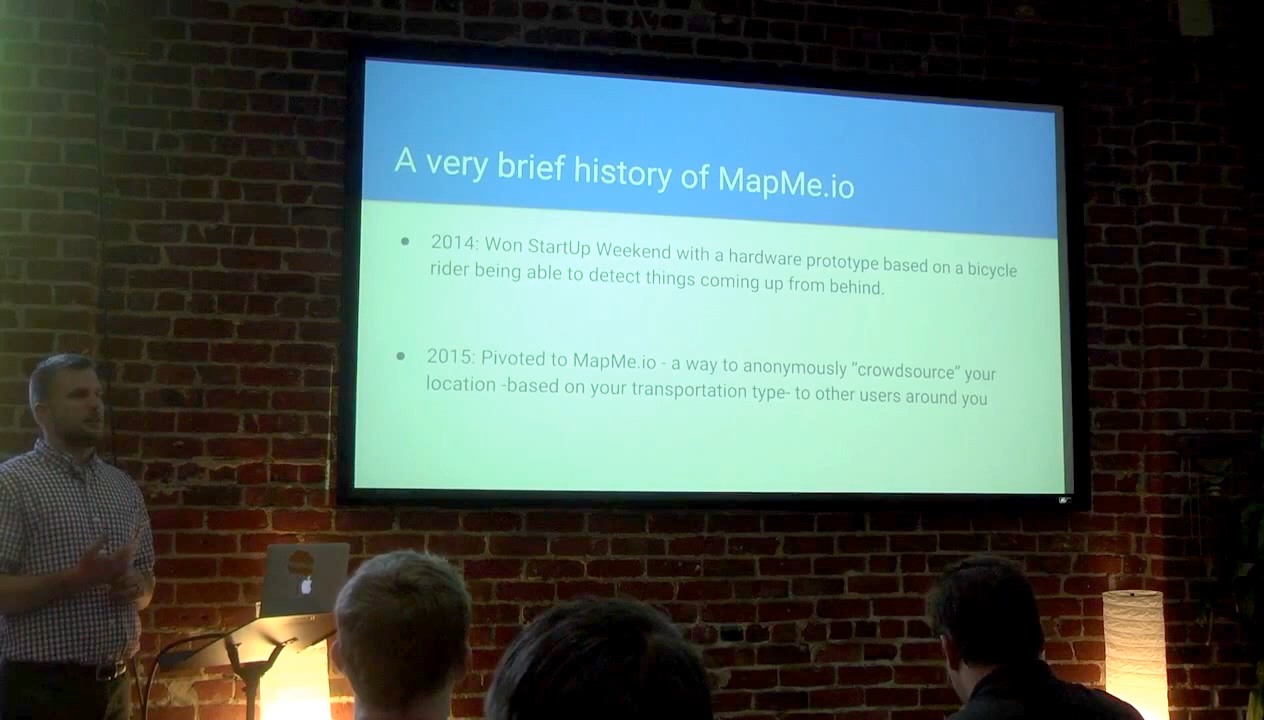 A very brief history of MapMe.io
2014: Won StartUp Weekend with a hardware prototype based on a bicycle
rider being able to detect things coming up from behind.
2015: Pivoted to MapMe.io - a way to anonymously "crowdsource" your
location -based on your transportation type- to other users around you